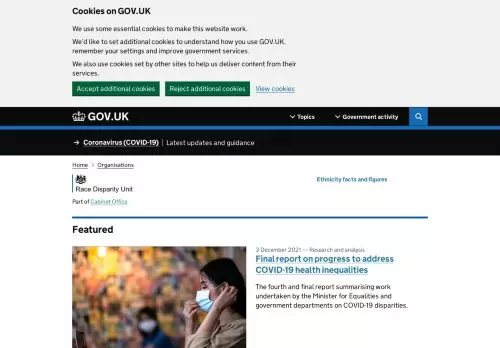 Cookies on GOV.UK
We use some essential cookies to make this website work.
We'd like to set additional cookies to understand how you use GOV.UK,
remember your settings and improve government services.
We also use cookies set by other sites to help us deliver content from their
services.
Accept additional cookies
Reject additional cookies
View cookies
GOV.UK
Topics
Government activity
→ Coronavirus (COVID-19) | Latest updates and guidance
Home > Organisations
Race Disparity Unit
Ethnicity facts and figures
Part of Cabinet Office
Featured
3 December 2021 — Research and analysis
Final report on progress to address
COVID-19 health inequalities
The fourth and final report summarising work
undertaken by the Minister for Equalities and
government departments on COVID-19 disparities.